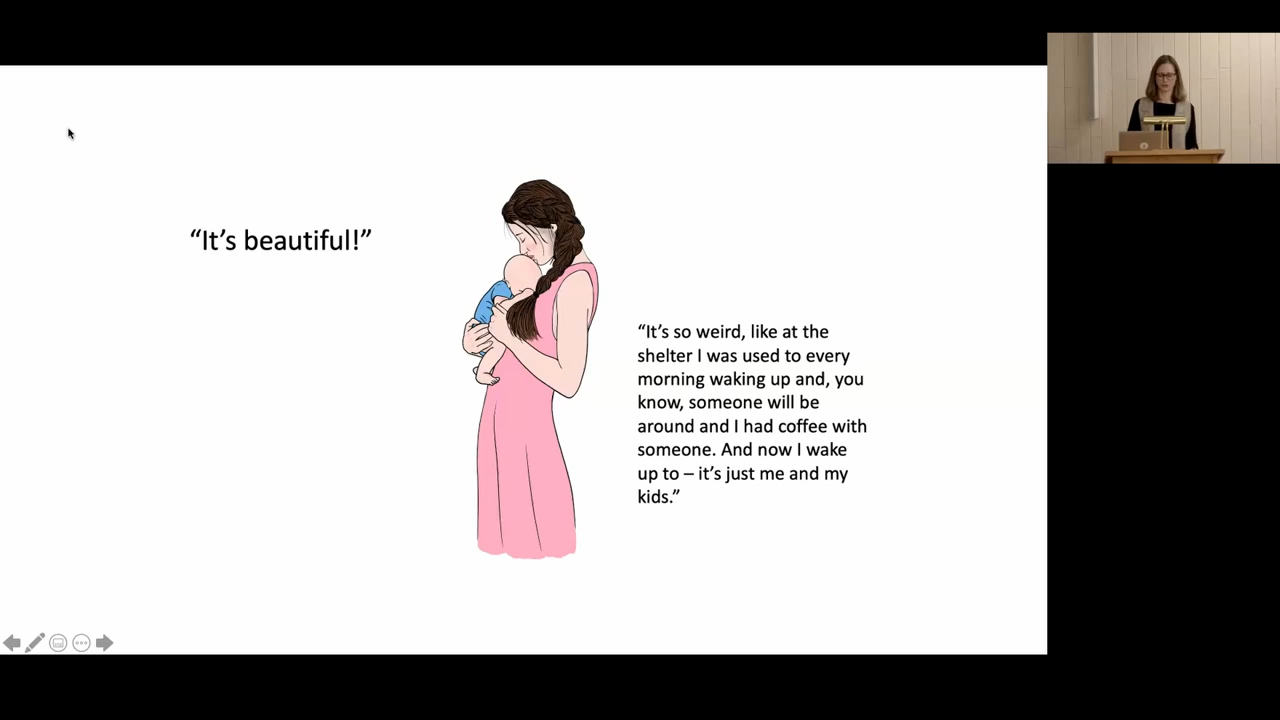 “It’s beautiful!”
“It’s so weird, like at the
shelter I was used to every
morning waking up and, you
know, someone will be
around and I had coffee with
someone. And now I wake
up to – it’s just me and my
kids.”